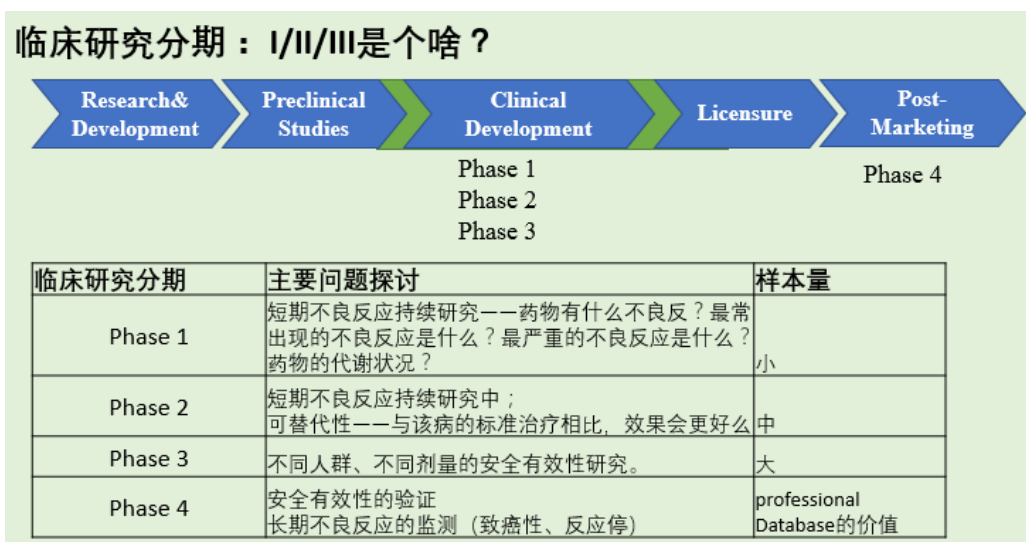 临床研究分期：I/II/III是个啥？
Research&
Development
Preclinical
Studies
Clinical
Development
Licensure
Post-
Marketing
Phase 1
Phase 2
Phase 3
Phase 4
临床研究分期 主要问题探讨 样本量
Phase 1
短期不良反应持续研究——药物有什么不良反？最常
出现的不良反应是什么？最严重的不良反应是什么？
药物的代谢状况？
小
Phase 2
短期不良反应持续研究中；
可替代性——与该病的标准治疗相比，效果会更好么
中
Phase 3
不同人群、不同剂量的安全有效性研究。
大
Phase 4
安全有效性的验证
长期不良反应的监测（致癌性、反应停）
professional
Database的价值